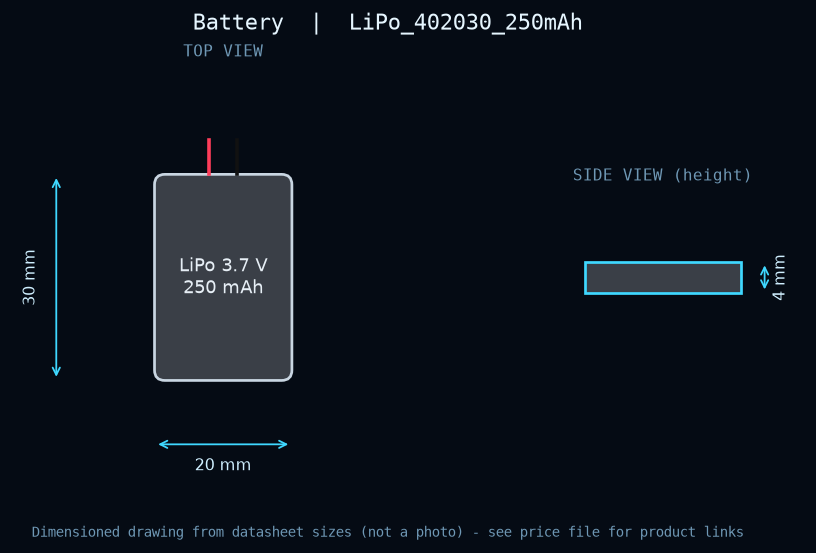 Battery | LiPo_402030_250mAh
TOP VIEW
SIDE VIEW (height)
30 mm
LiPo 3.7 V
250 mAh
4 mm
20 mm
Dimensioned drawing from datasheet sizes (not a photo) - see price file for product links